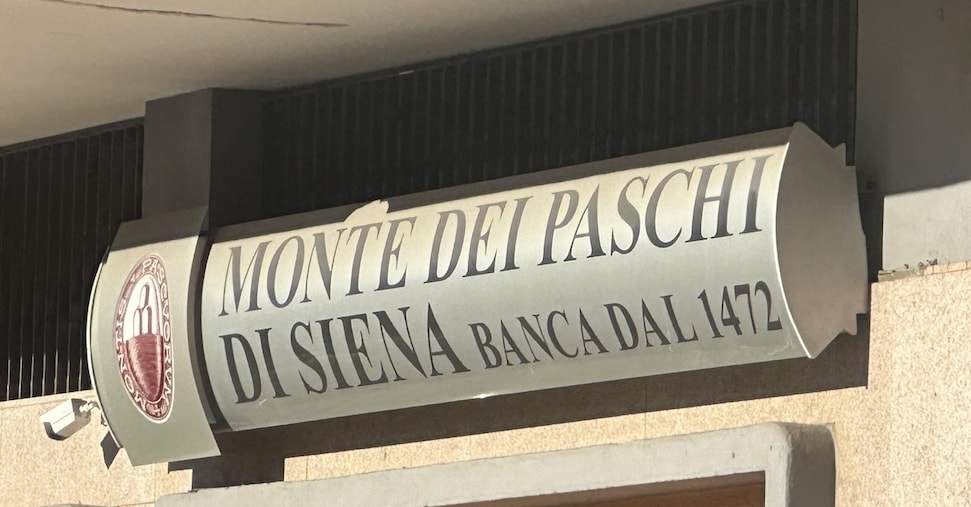 MONTE DEI PASCHI
DI SIENA BANCA DAL 1472